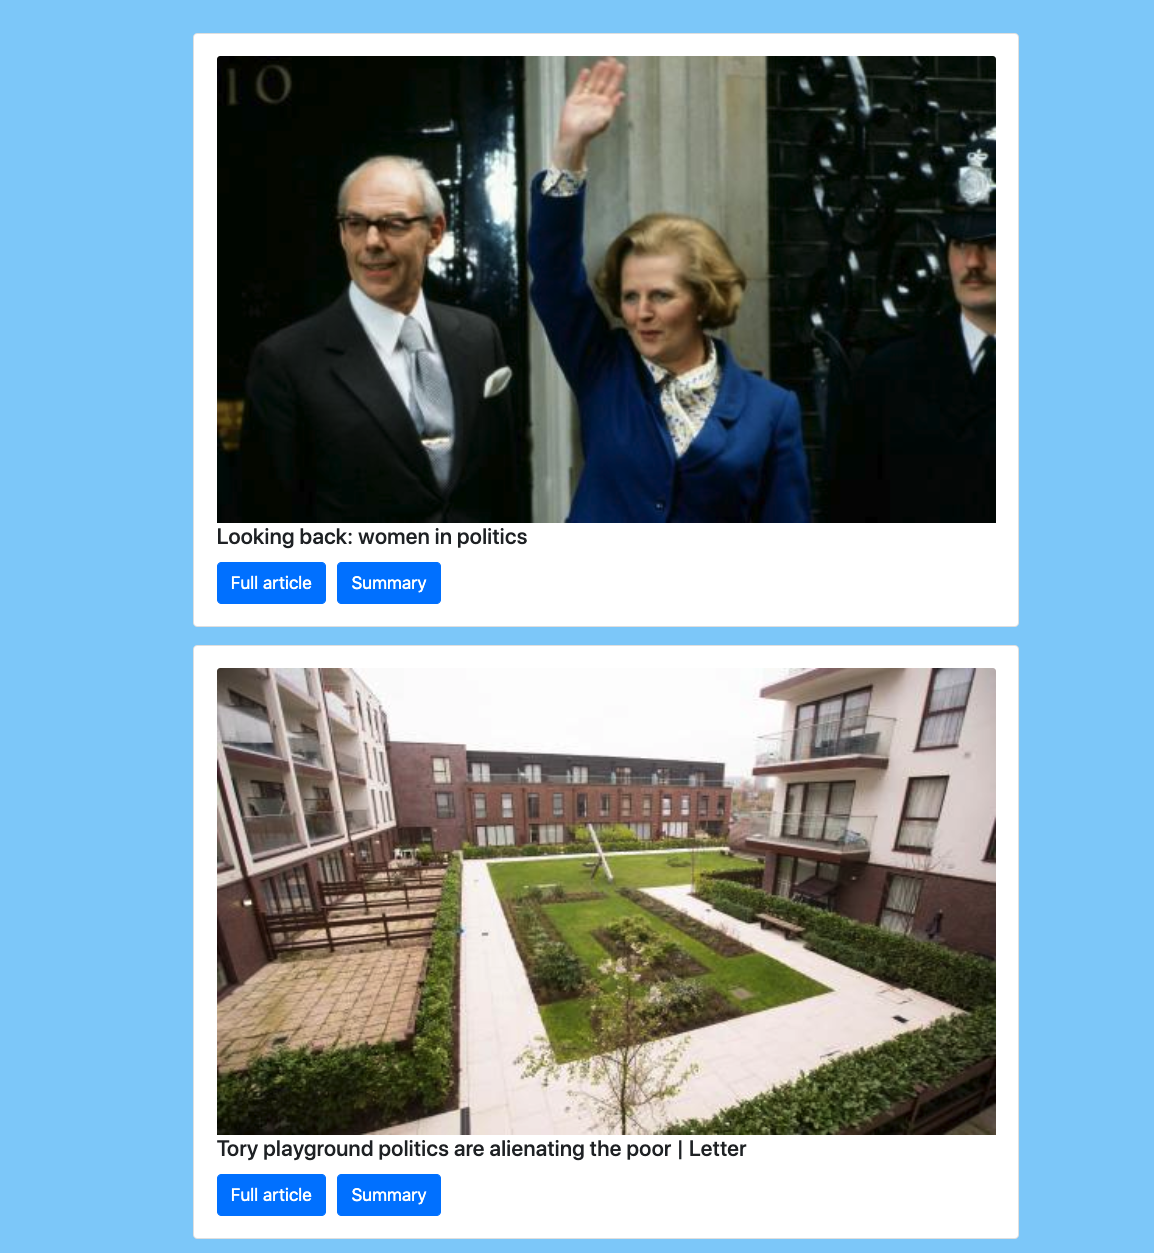 10
Looking back: women in politics
Full article Summary
Tory playground politics are alienating the poor | Letter
Full article Summary